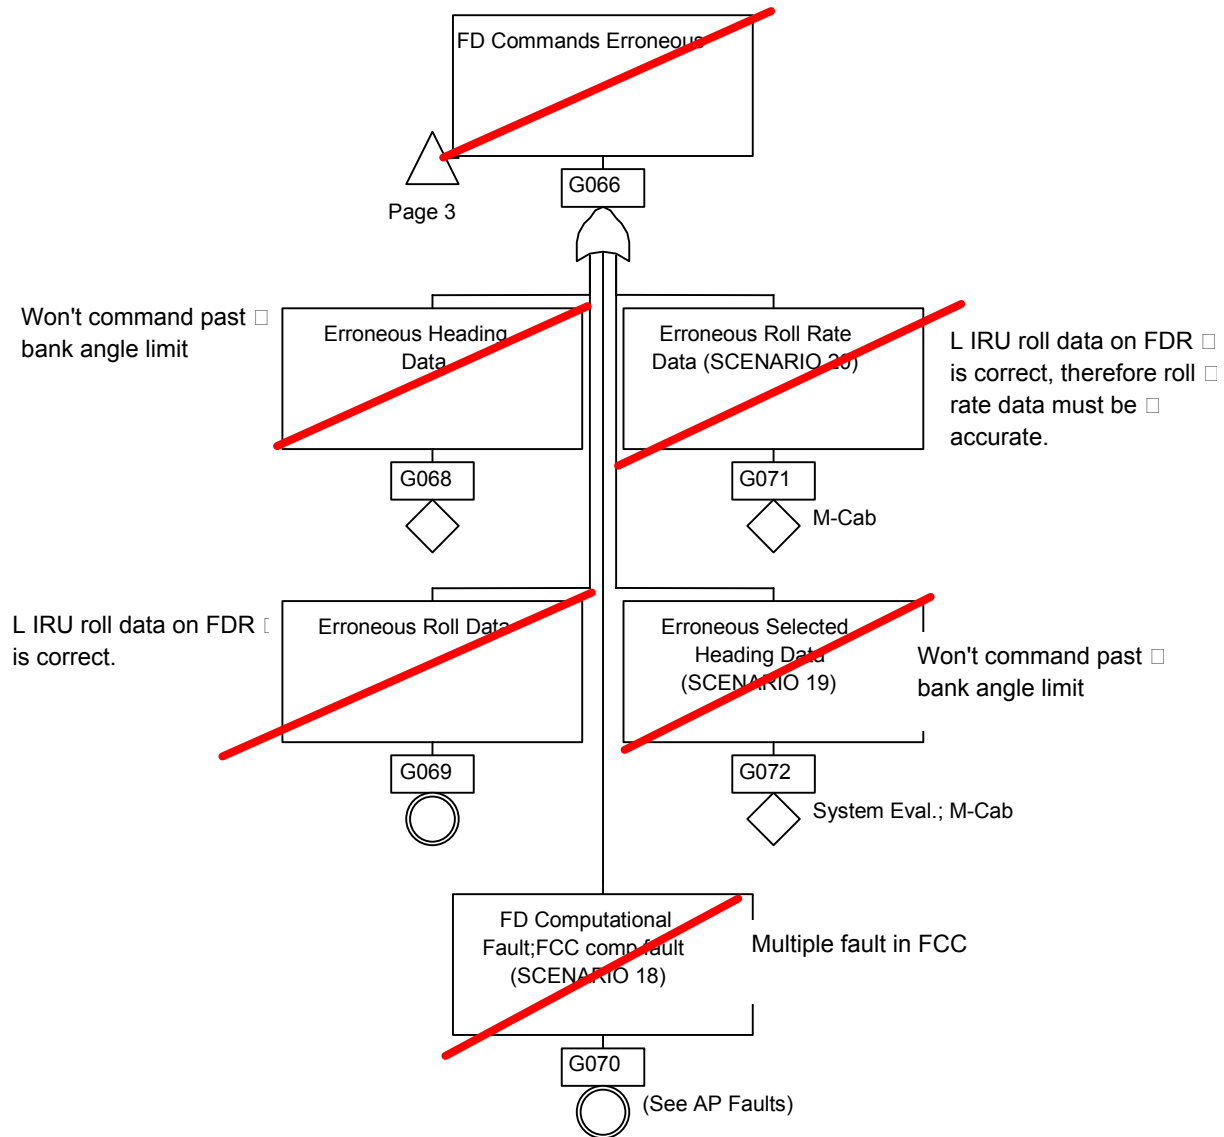 FD Commands Erroneous
G066
Page 3
Won't command past
bank angle limit
Erroneous Heading
Data
G068
Erroneous Roll Rate
Data (SCENARIO 20)
G071
M-Cab
L IRU roll data on FDR
is correct, therefore roll
rate data must be
accurate.
L IRU roll data on FDR
is correct.
Erroneous Roll Data
G069
Erroneous Selected
Heading Data
(SCENARIO 19)
G072
System Eval.; M-Cab
Won't command past
bank angle limit
FD Computational
Fault;FCC comp fault
(SCENARIO 18)
Multiple fault in FCC
G070
(See AP Faults)